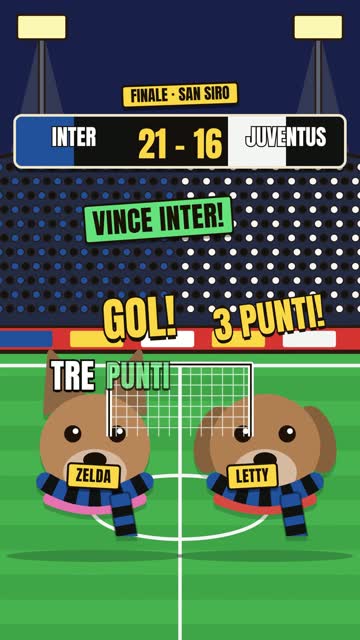 FINALE · SAN SIRO
INTER 21 - 16 JUVENTUS
VINCE INTER!
GOL! 3 PUNTI!
TRE PUNTI
ZELDA LETTY